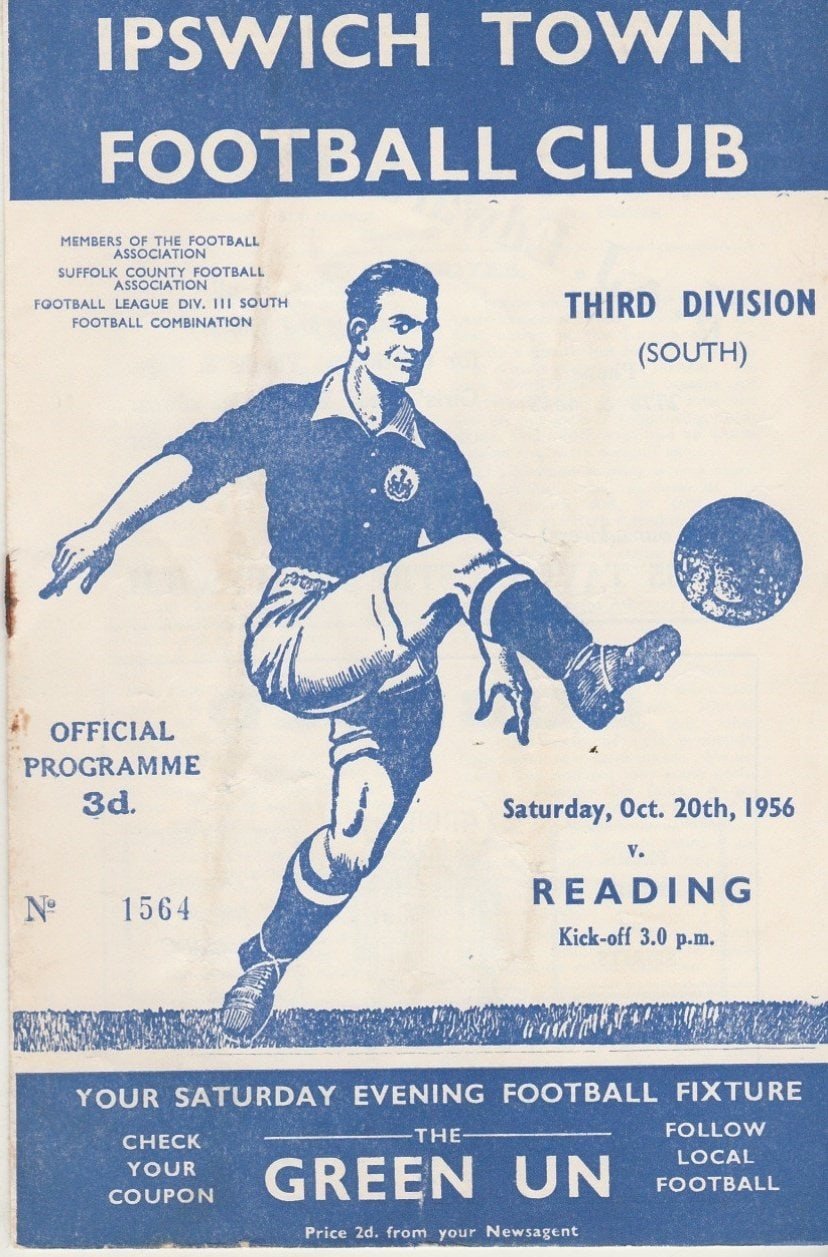 IPSWICH TOWN
FOOTBALL CLUB
MEMBERS OF THE FOOTBALL
ASSOCIATION
SUFFOLK COUNTY FOOTBALL
ASSOCIATION
FOOTBALL LEAGUE DIV. III SOUTH
FOOTBALL COMBINATION
THIRD DIVISION
(SOUTH)
OFFICIAL
PROGRAMME
3d.
Nº 1564
Saturday, Oct. 20th, 1956
v.
READING
Kick-off 3.0 p.m.
YOUR SATURDAY EVENING FOOTBALL FIXTURE
CHECK
YOUR
COUPON
THE
GREEN UN
FOLLOW
LOCAL
FOOTBALL
Price 2d. from your Newsagent